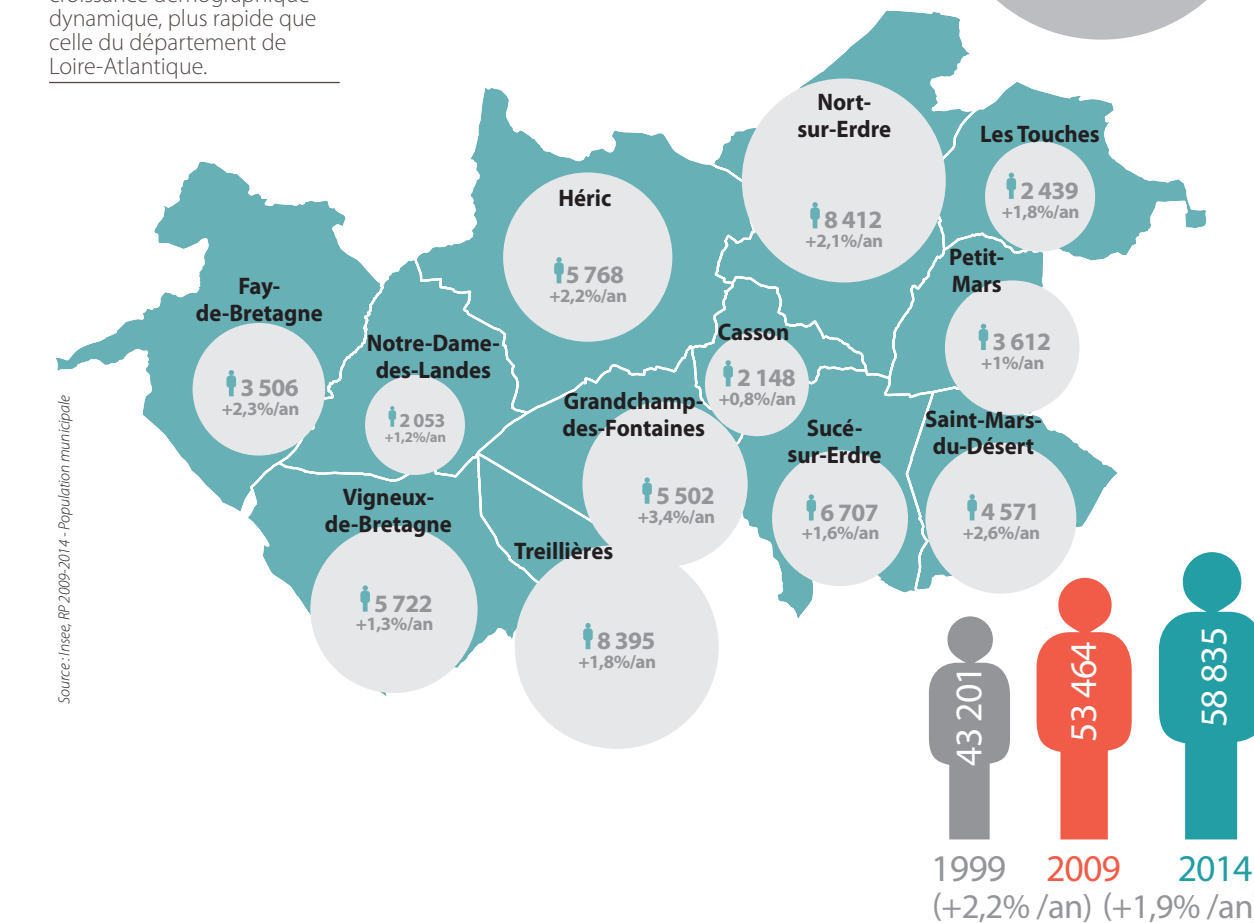 croissance démographique
dynamique, plus rapide que
celle du département de
Loire-Atlantique.
Nort-
sur-Erdre
8 412
+2,1%/an
Les Touches
2 439
+1,8%/an
Héric
5 768
+2,2%/an
Petit-
Mars
3 612
+1%/an
Fay-
de-Bretagne
3 506
+2,3%/an
Notre-Dame-
des-Landes
2 053
+1,2%/an
Casson
2 148
+0,8%/an
Grandchamp-
des-Fontaines
5 502
+3,4%/an
Sucé-
sur-Erdre
6 707
+1,6%/an
Saint-Mars-
du-Désert
4 571
+2,6%/an
Vigneux-
de-Bretagne
5 722
+1,3%/an
Treillières
8 395
+1,8%/an
Source : Insee, RP 2009-2014 - Population municipale
43 201
53 464
58 835
1999
2009
2014
(+2,2% /an)
(+1,9% /an